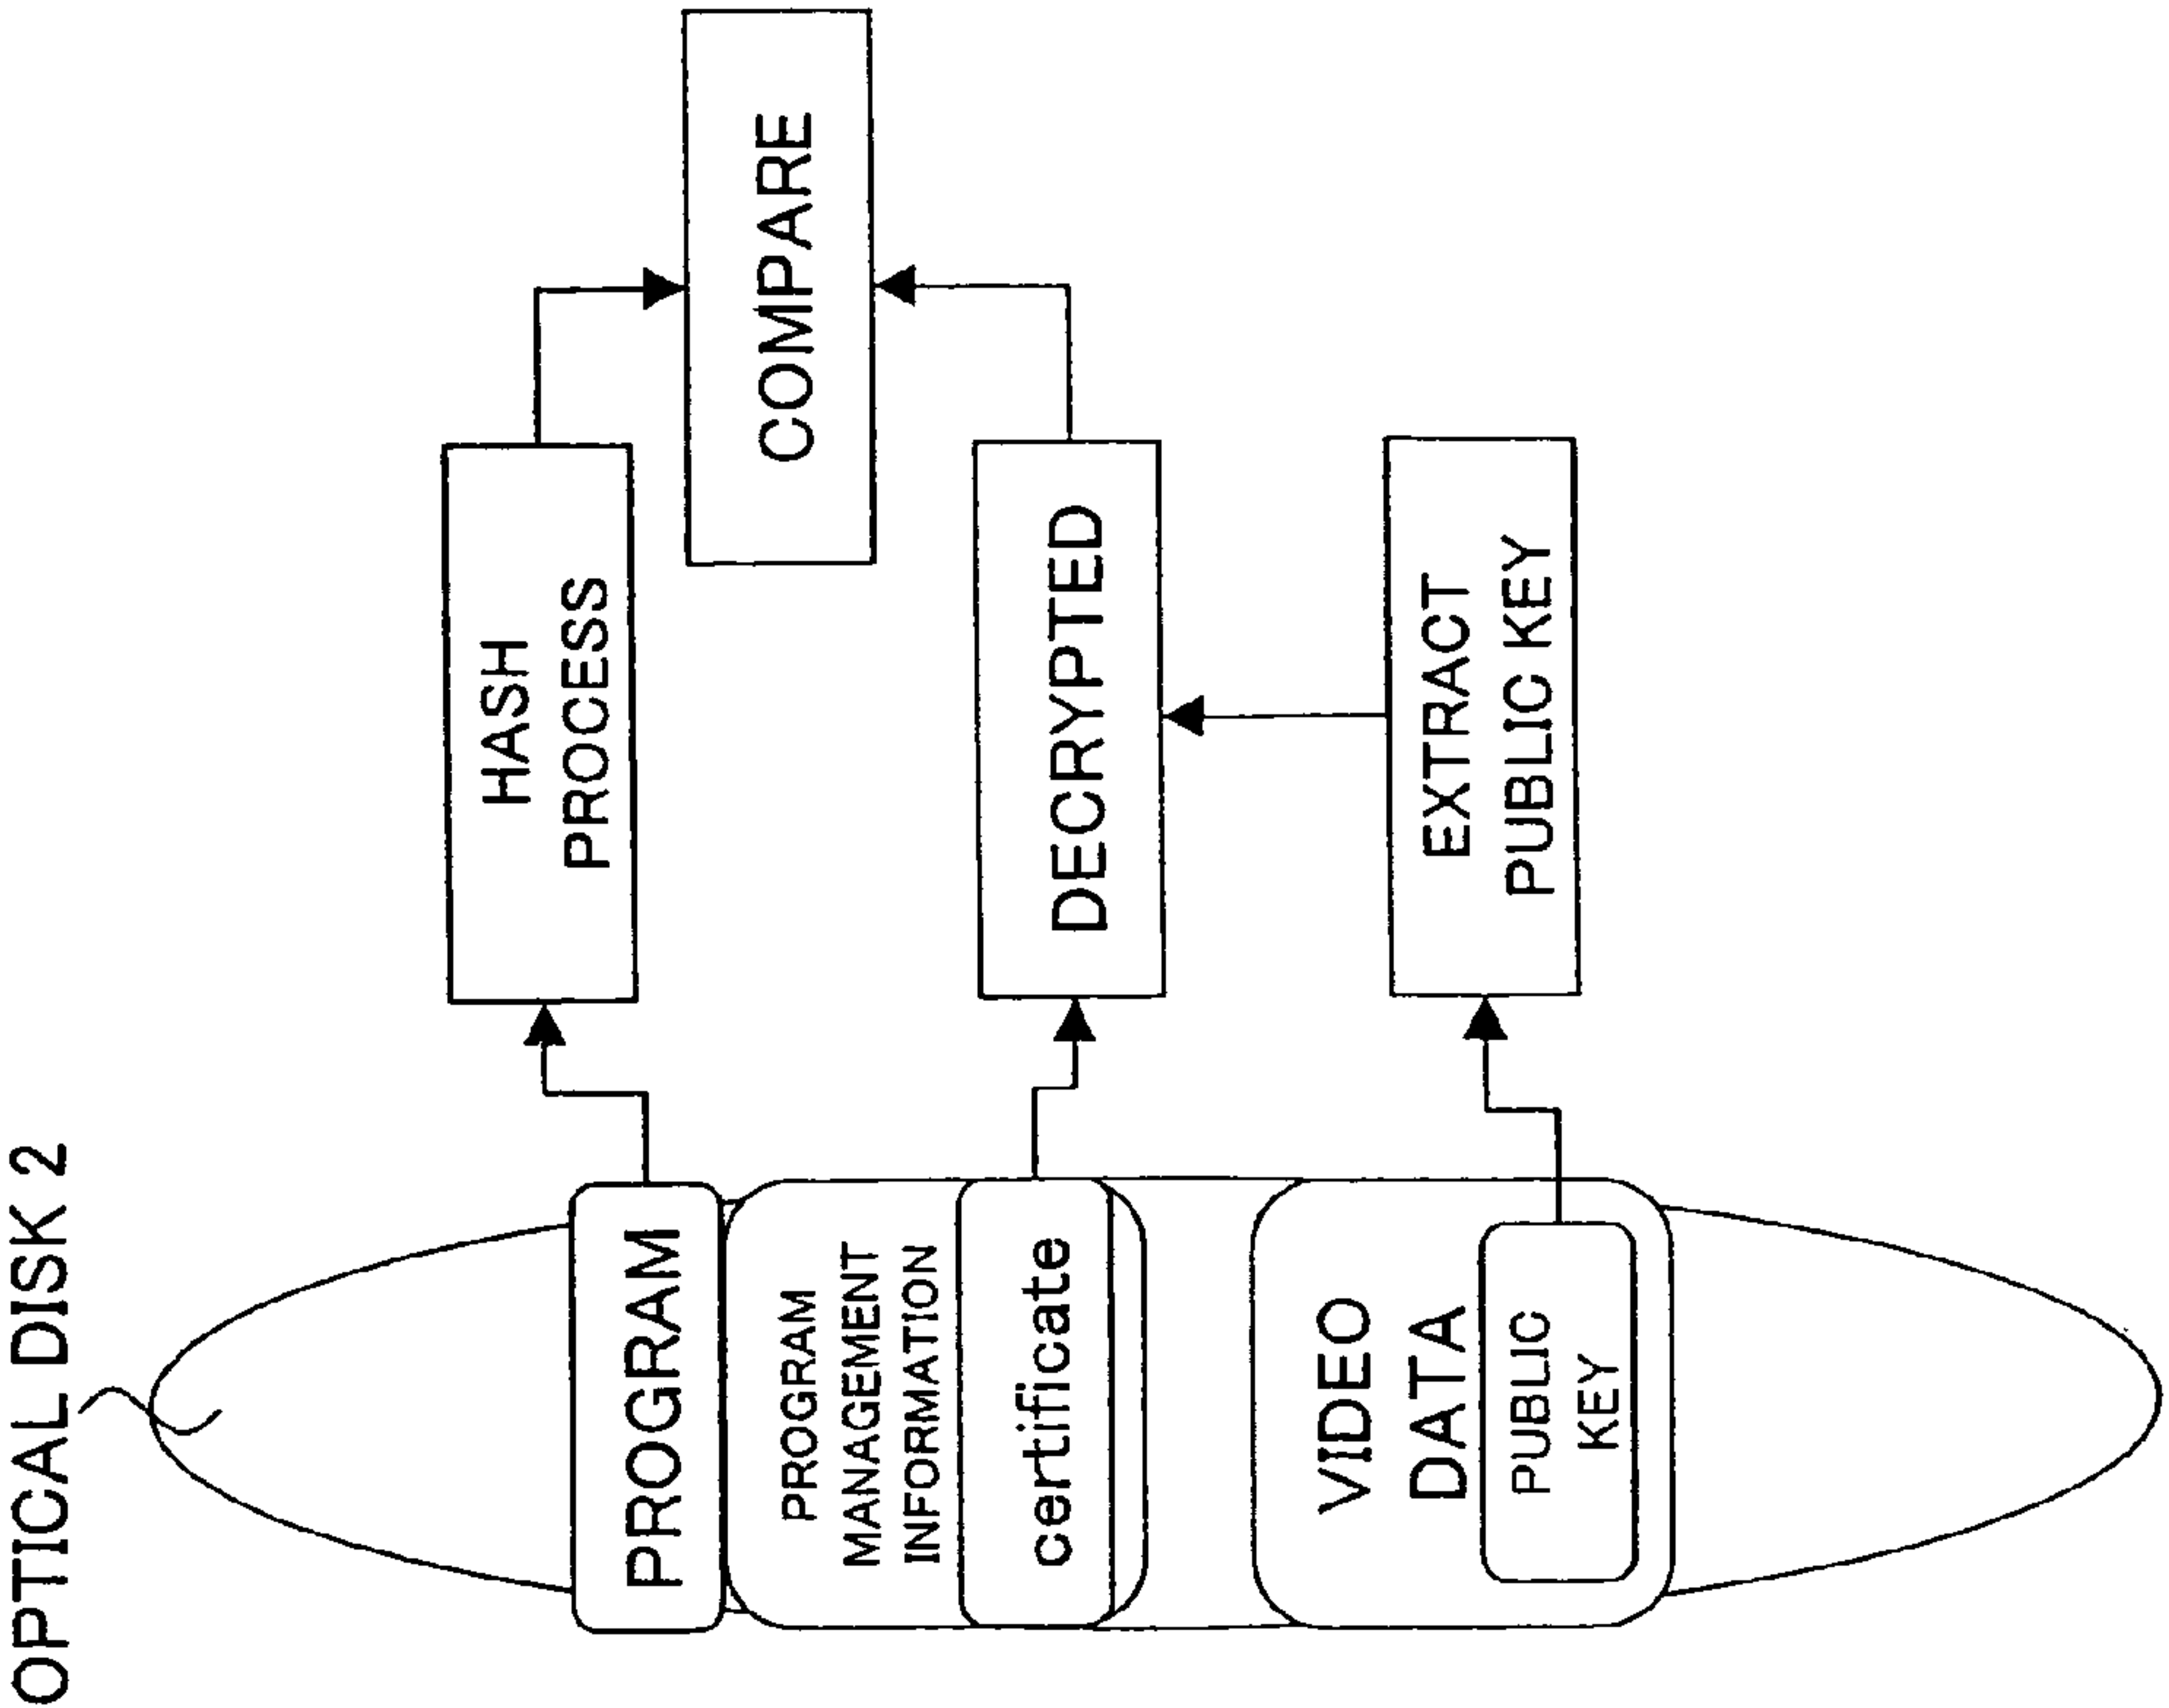 OPTICAL DISK 2
PROGRAM
PROGRAM
MANAGEMENT
INFORMATION
certificate
VIDEO
DATA
PUBLIC
KEY
HASH
PROCESS
DECRYPTED
EXTRACT
PUBLIC KEY
COMPARE